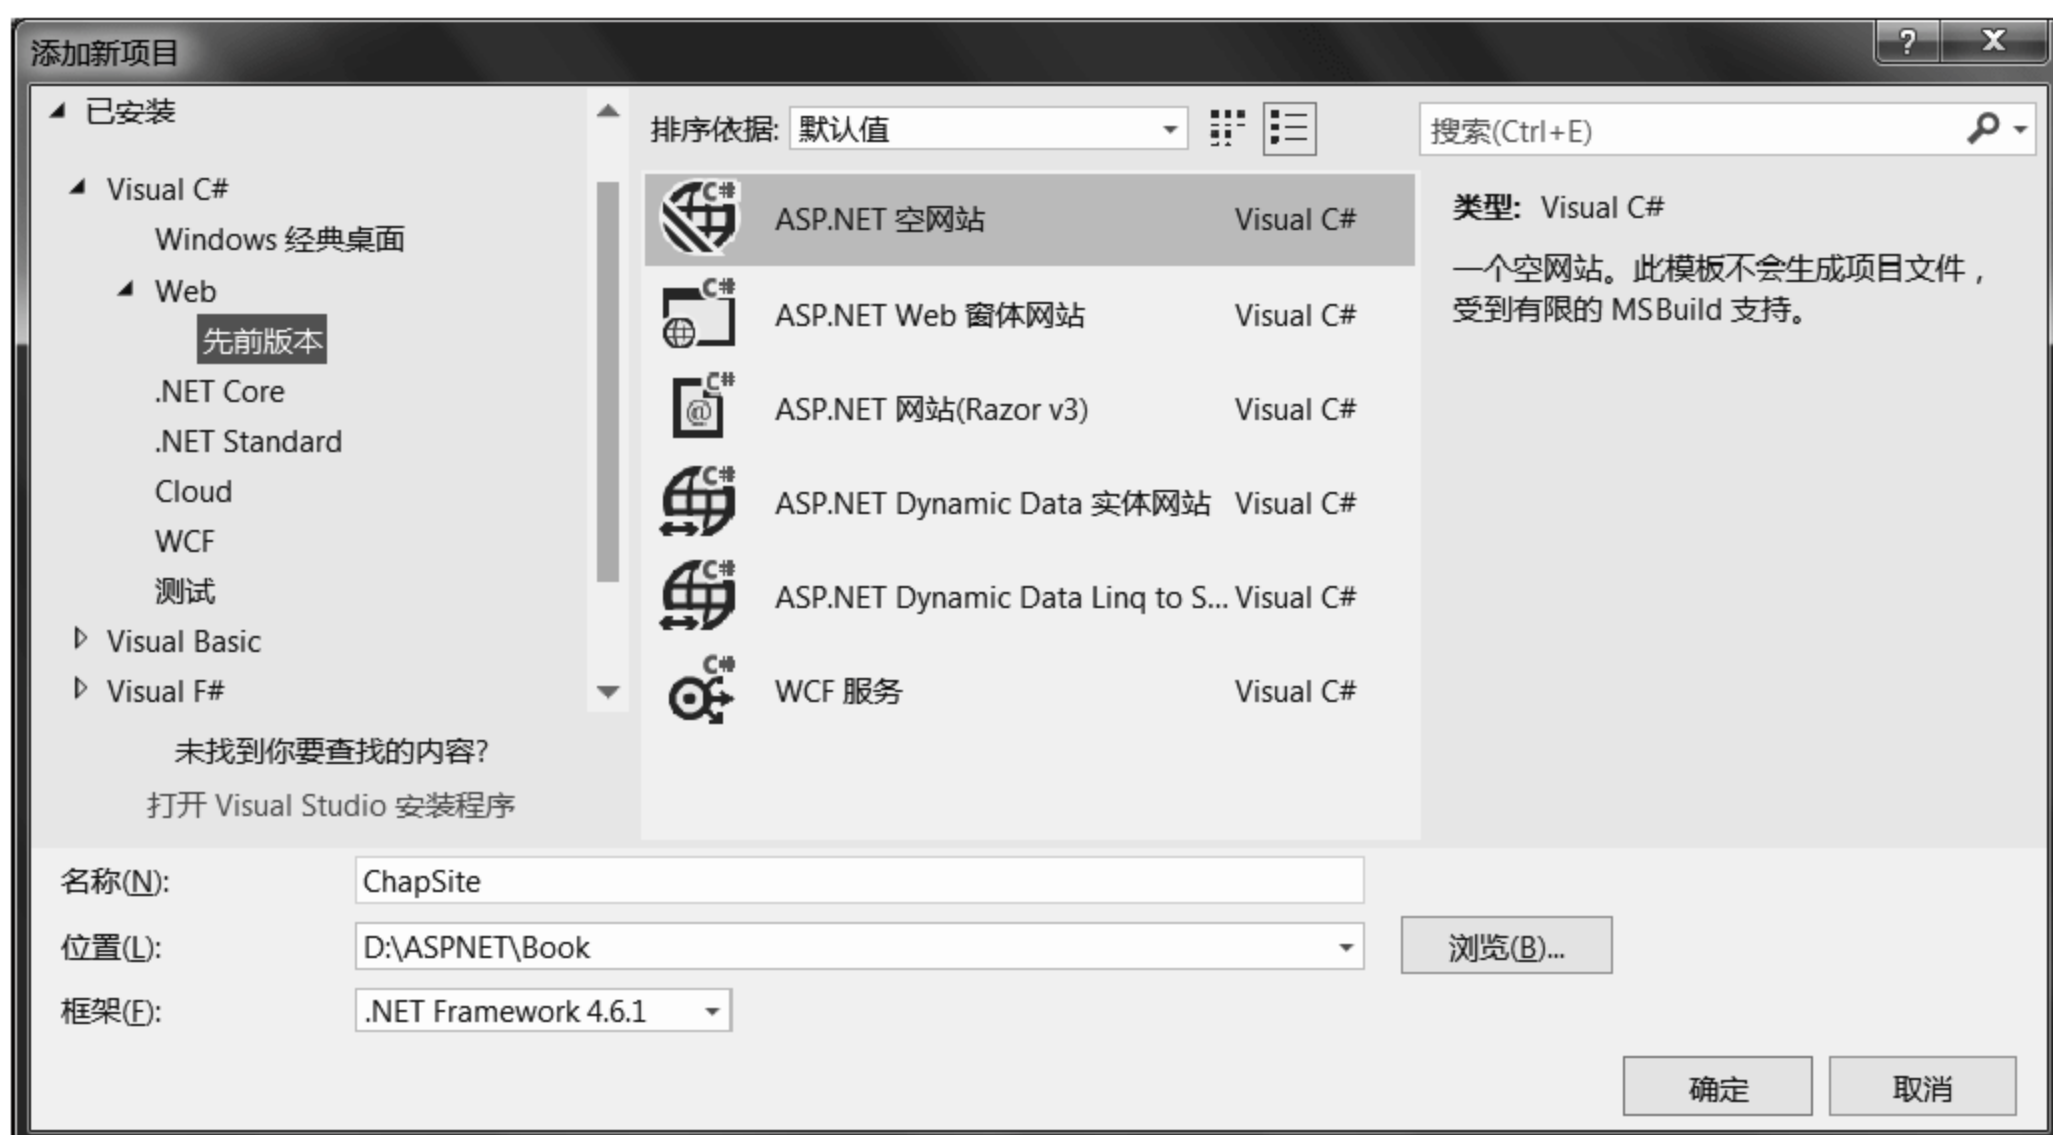 添加新项目
? X
已安装
Visual C#
Windows 经典桌面
Web
先前版本
.NET Core
.NET Standard
Cloud
WCF
测试
Visual Basic
Visual F#
未找到你要查找的内容?
打开 Visual Studio 安装程序
排序依据: 默认值
搜索(Ctrl+E)
C# ASP.NET 空网站 Visual C#
C# ASP.NET Web 窗体网站 Visual C#
C# @ ASP.NET 网站(Razor v3) Visual C#
C# ASP.NET Dynamic Data 实体网站 Visual C#
C# ASP.NET Dynamic Data Linq to S... Visual C#
C# WCF 服务 Visual C#
类型: Visual C#
一个空网站。此模板不会生成项目文件，
受到有限的 MSBuild 支持。
名称(N): ChapSite
位置(L): D:\ASPNET\Book 浏览(B)...
框架(F): .NET Framework 4.6.1
确定 取消